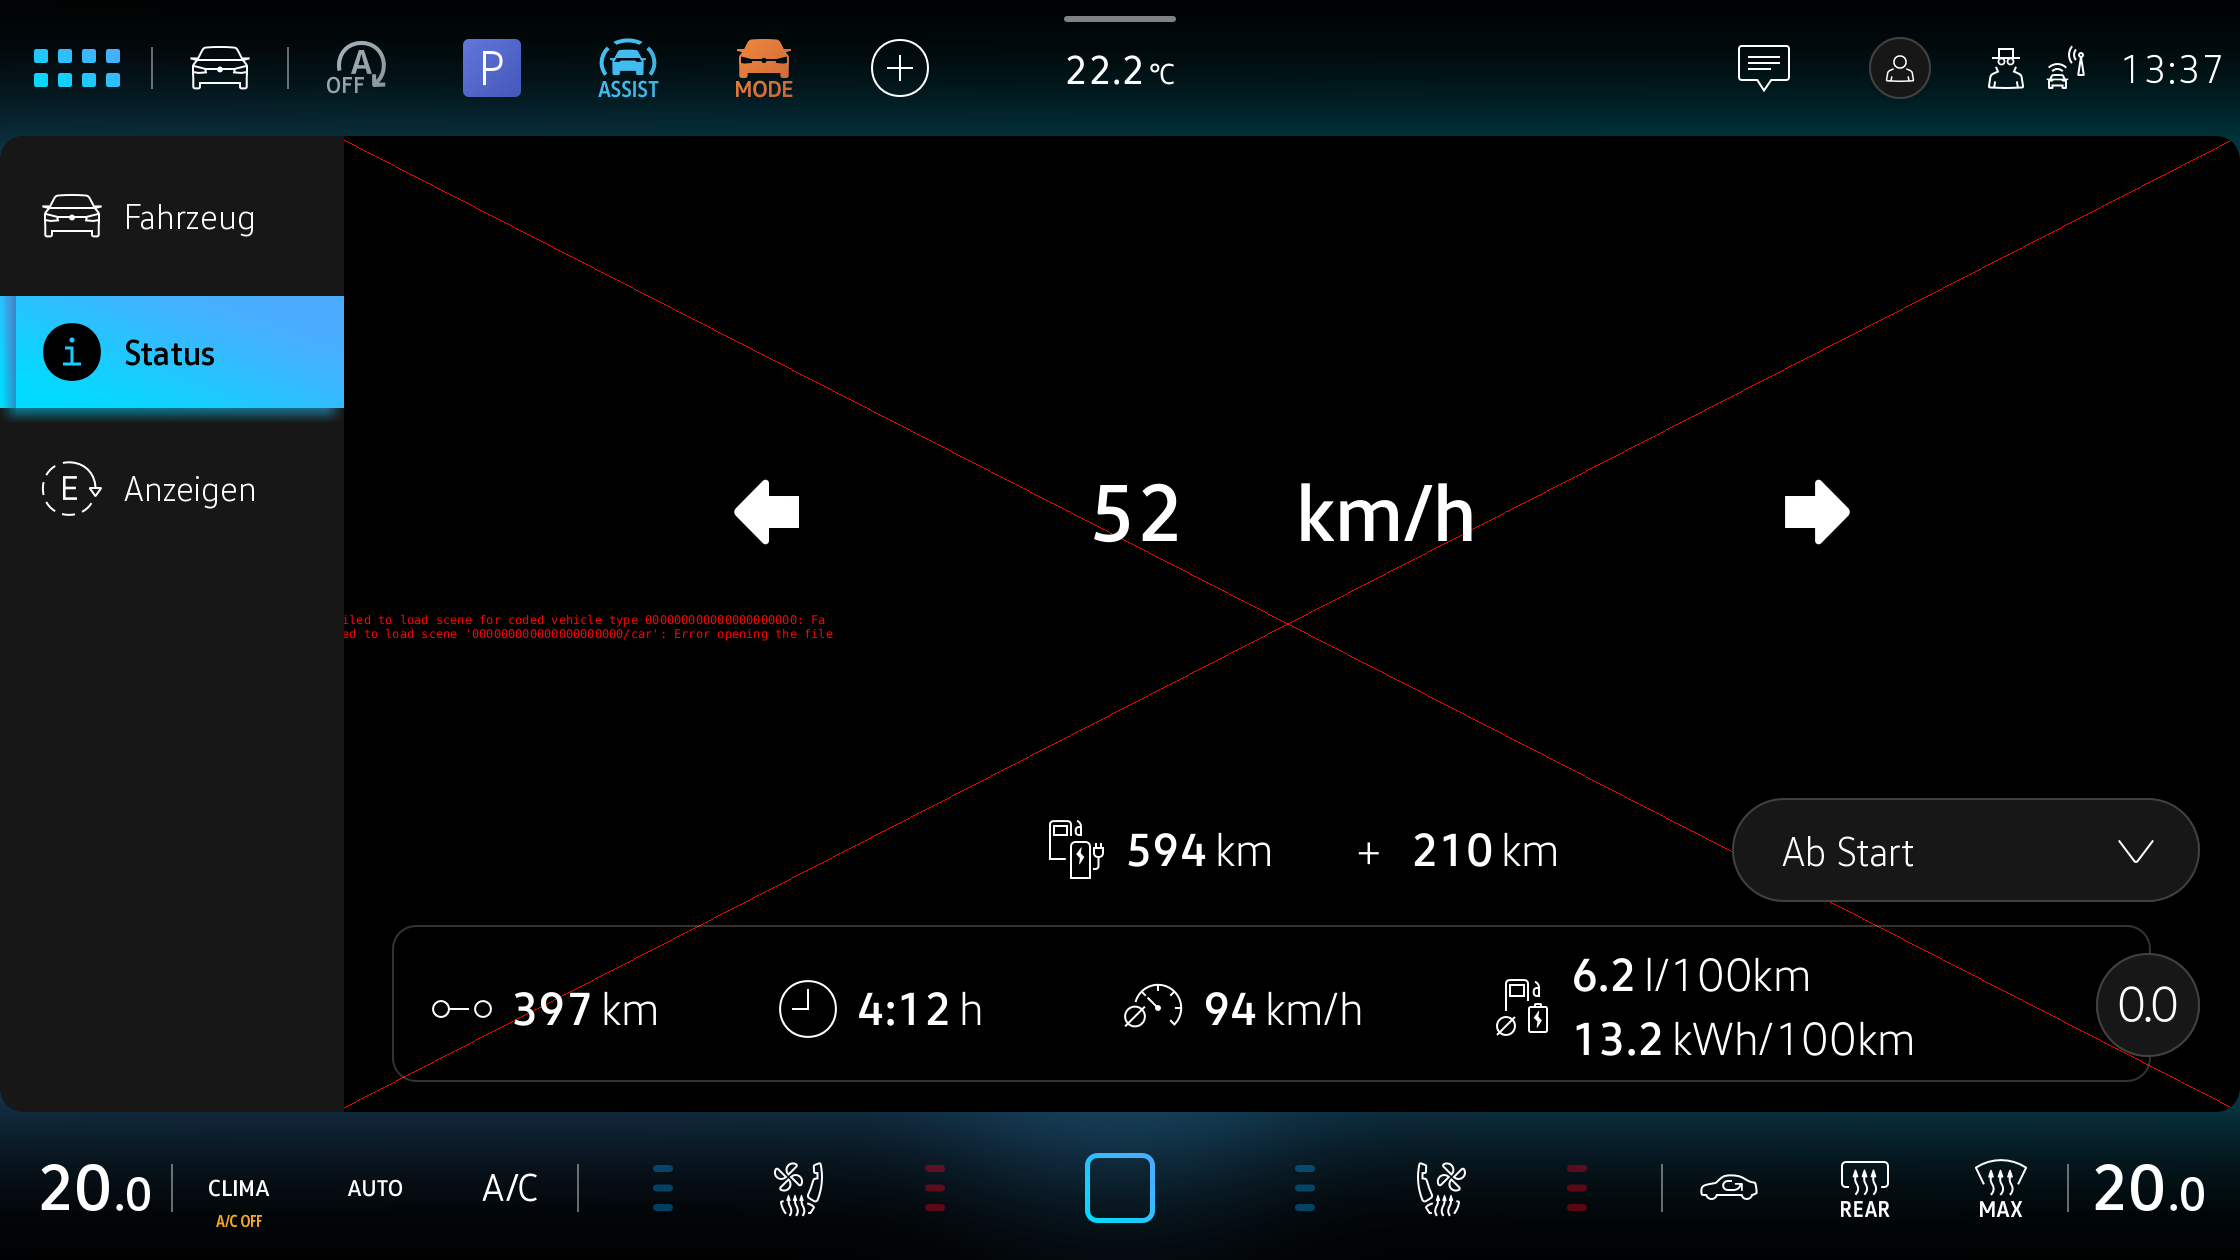 A
OFF
P
ASSIST
MODE
22.2 °C
13:37
Fahrzeug
i Status
E Anzeigen
52 km/h
iled to load scene for coded vehicle type 000000000000000000000: Fa
ed to load scene '000000000000000000000/car': Error opening the file
594 km + 210 km
Ab Start
397 km
4:12 h
94 km/h
6.2 l/100km
13.2 kWh/100km
0.0
20.0
CLIMA
A/C OFF
AUTO
A/C
REAR
MAX
20.0